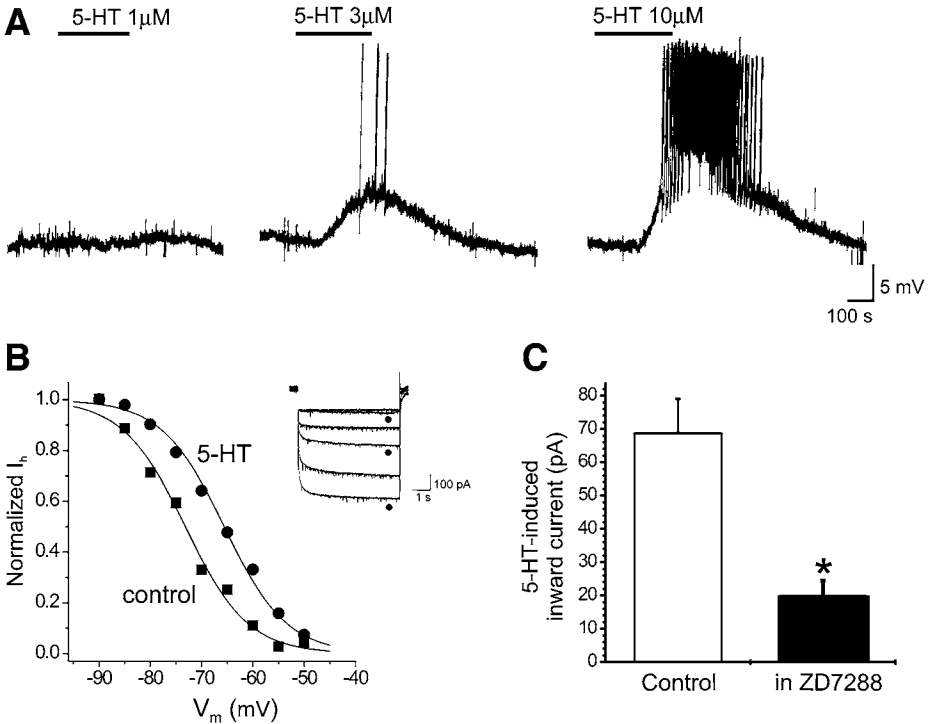 A
5-HT 1μM
5-HT 3μM
5-HT 10μM
5 mV
100 s
B
1.0
0.8
0.6
0.4
0.2
0.0
Normalized Ih
5-HT
control
100 pA
1 s
-90 -80 -70 -60 -50 -40
Vm (mV)
C
80
70
60
50
40
30
20
10
0
5-HT-induced
inward current (pA)
*
Control
in ZD7288